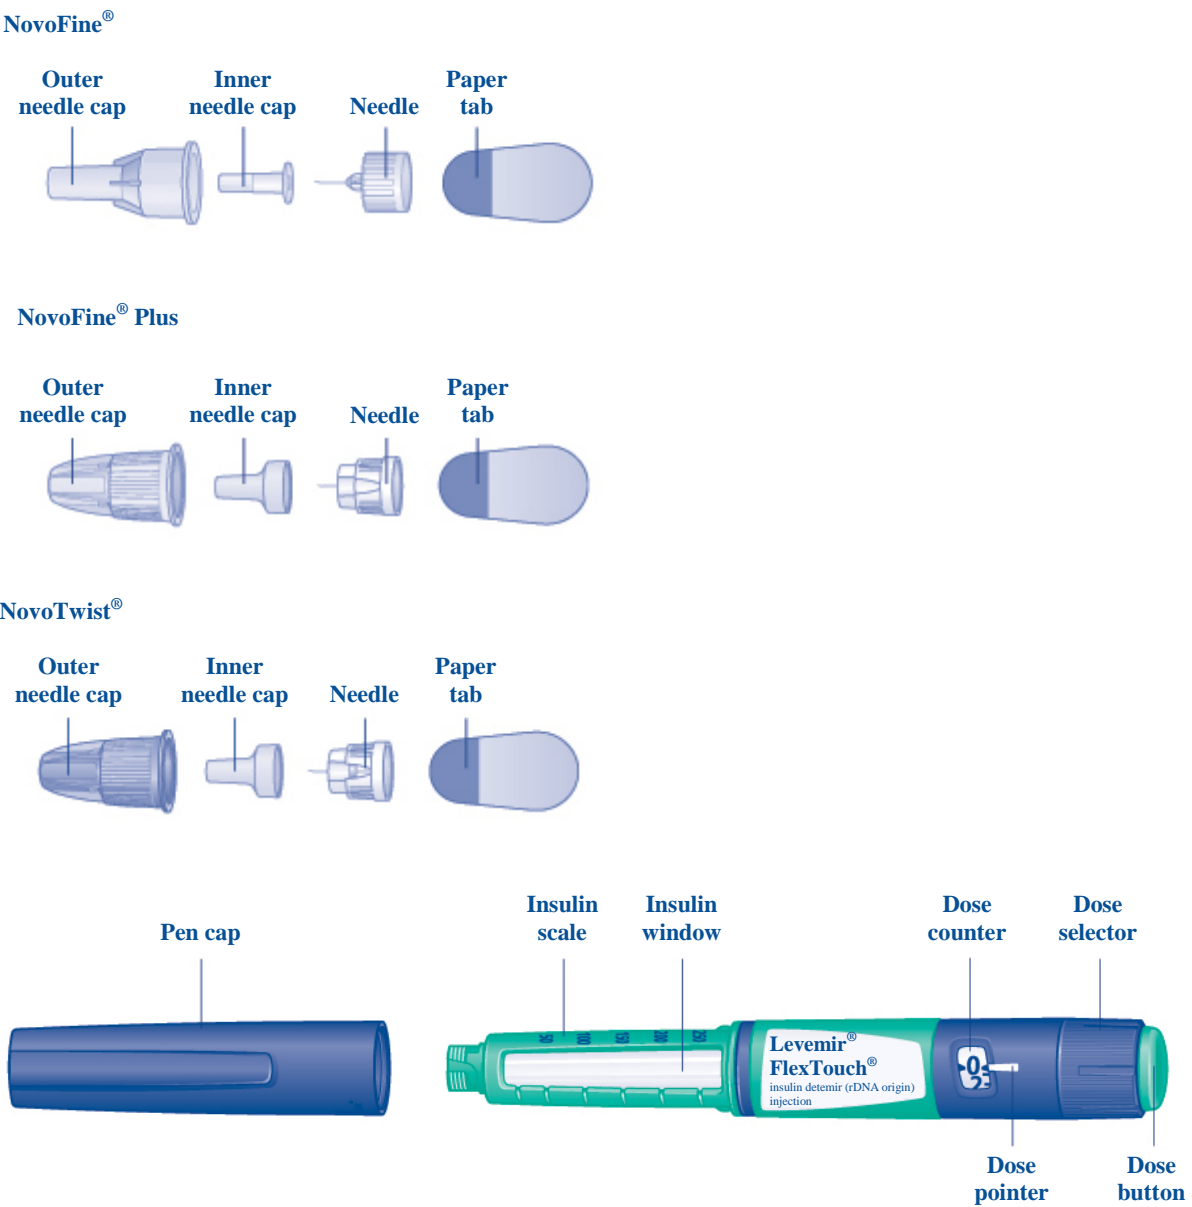 NovoFine®
Outer
needle cap
Inner
needle cap
Needle
Paper
tab
NovoFine® Plus
Outer
needle cap
Inner
needle cap
Needle
Paper
tab
NovoTwist®
Outer
needle cap
Inner
needle cap
Needle
Paper
tab
Pen cap
Insulin
scale
Insulin
window
Dose
counter
Dose
selector
50
100
150
200
250
Levemir®
FlexTouch®
insulin detemir (rDNA origin)
injection
0
2
Dose
pointer
Dose
button